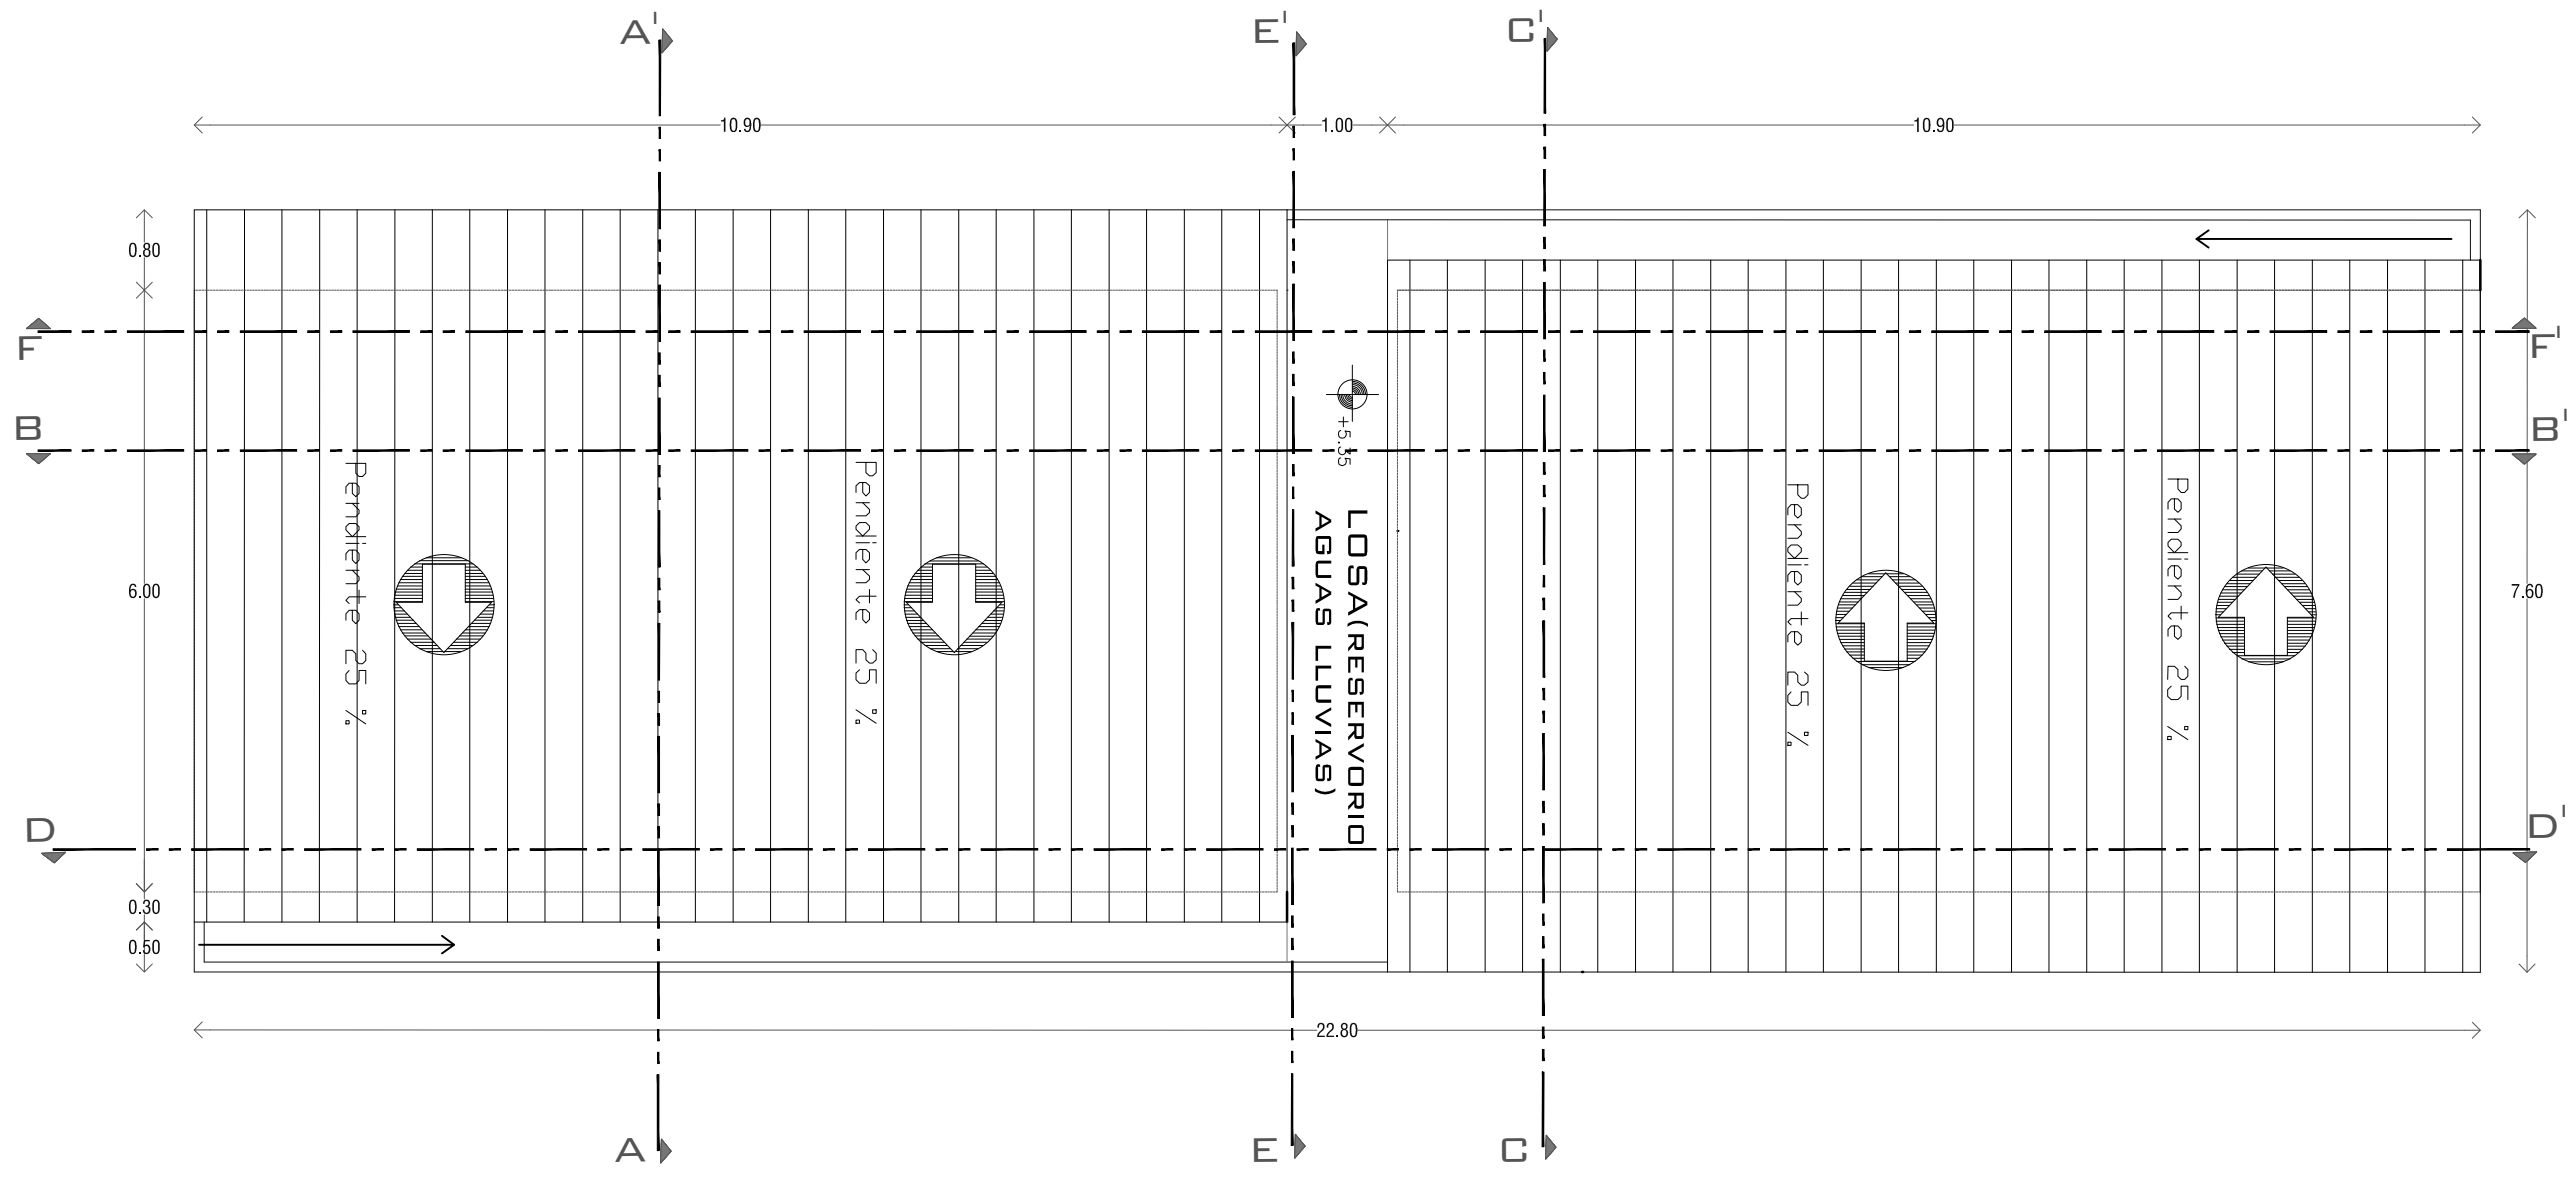 A'
E'
C'
10.90
1.00
10.90
0.80
F
F'
B
B'
+5.35
Pendiente 25 %
Pendiente 25 %
LOSA(RESERVORIO
AGUAS LLUVIAS)
Pendiente 25 %
Pendiente 25 %
6.00
7.60
D
D'
0.30
0.50
22.80
A
E
C